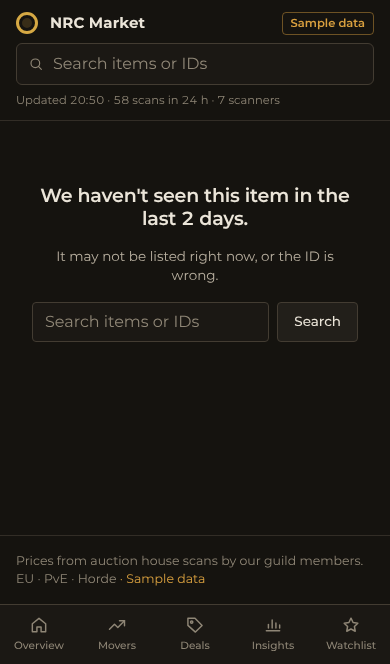 NRC Market
Sample data
Search items or IDs
Updated 20:50 · 58 scans in 24 h · 7 scanners
We haven't seen this item in the
last 2 days.
It may not be listed right now, or the ID is
wrong.
Search items or IDs
Search
Prices from auction house scans by our guild members.
EU · PvE · Horde · Sample data
Overview
Movers
Deals
Insights
Watchlist